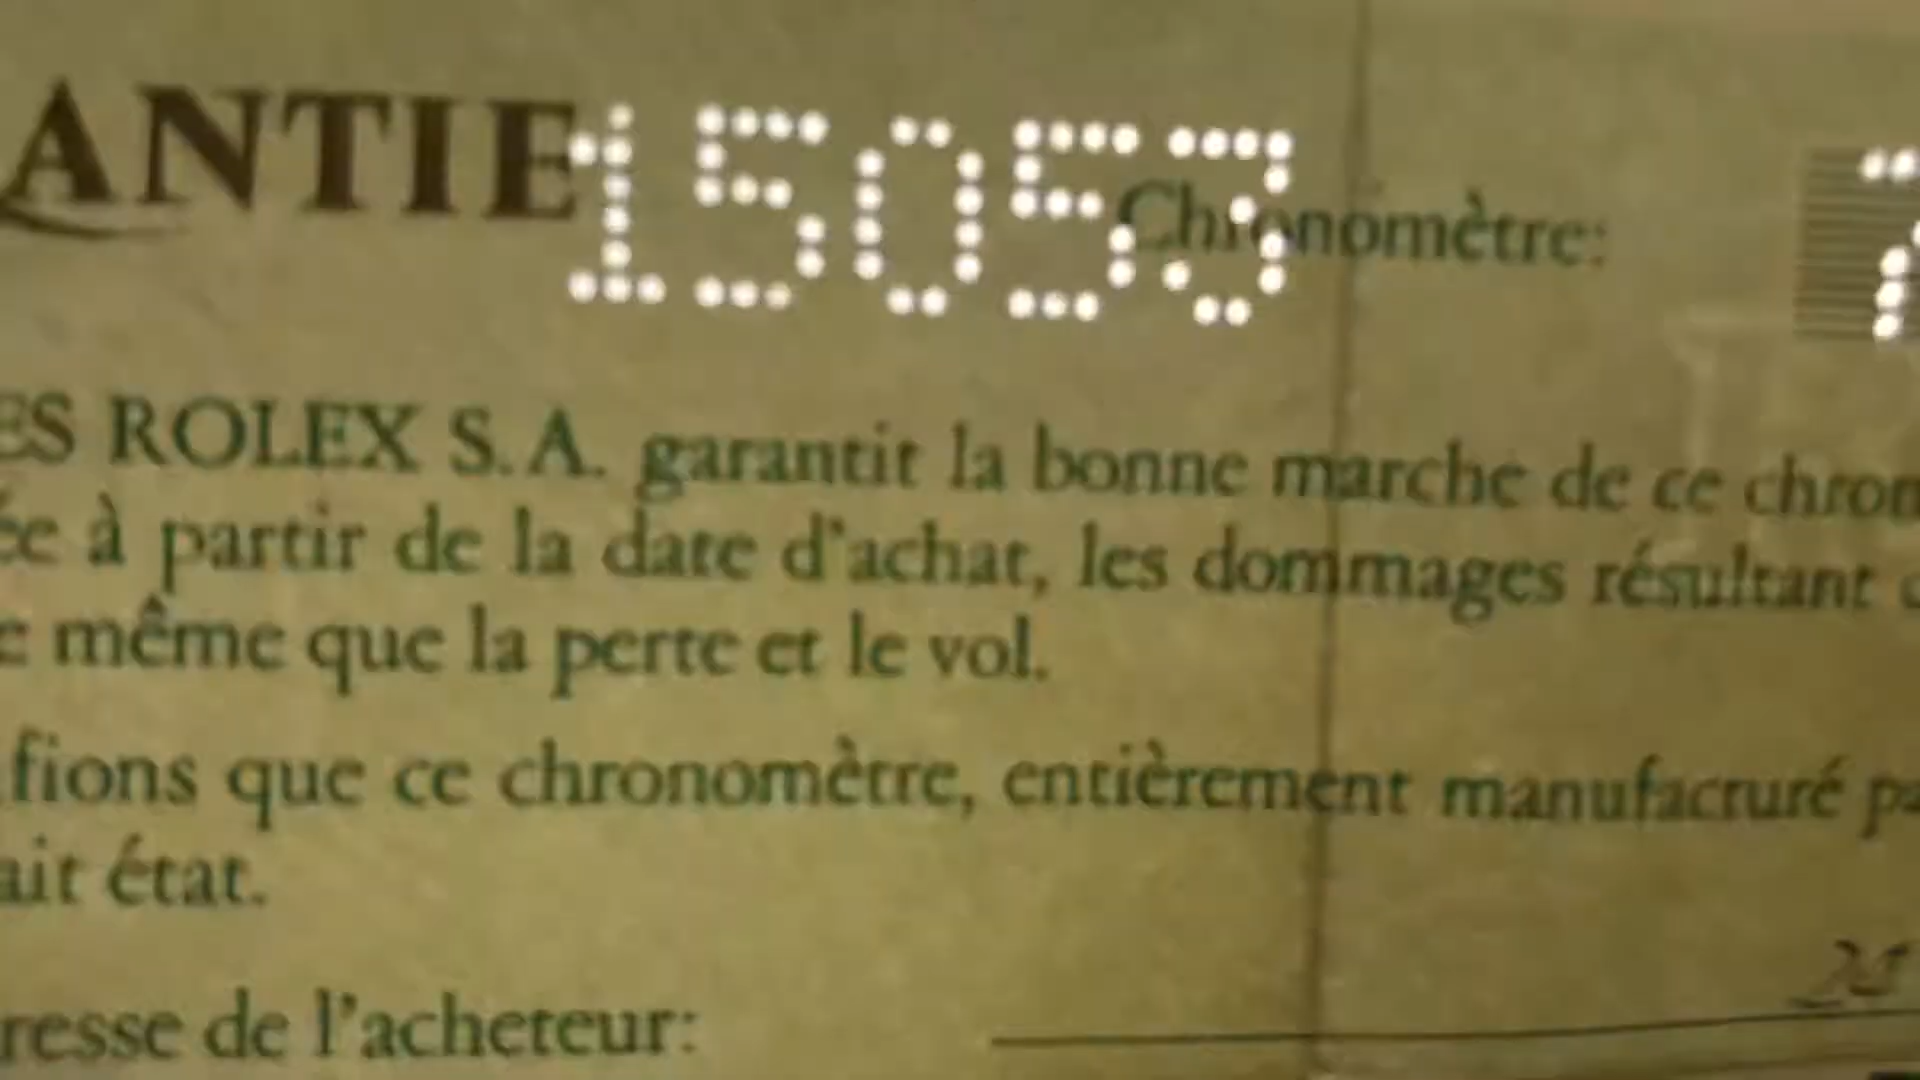 ANTIE 15053 Chronomètre: 7
ES ROLEX S.A. garantit la bonne marche de ce chron
ée à partir de la date d'achat, les dommages résultant
e même que la perte et le vol.
fions que ce chronomètre, entièrement manufacturé pa
ait état.
resse de l'acheteur: